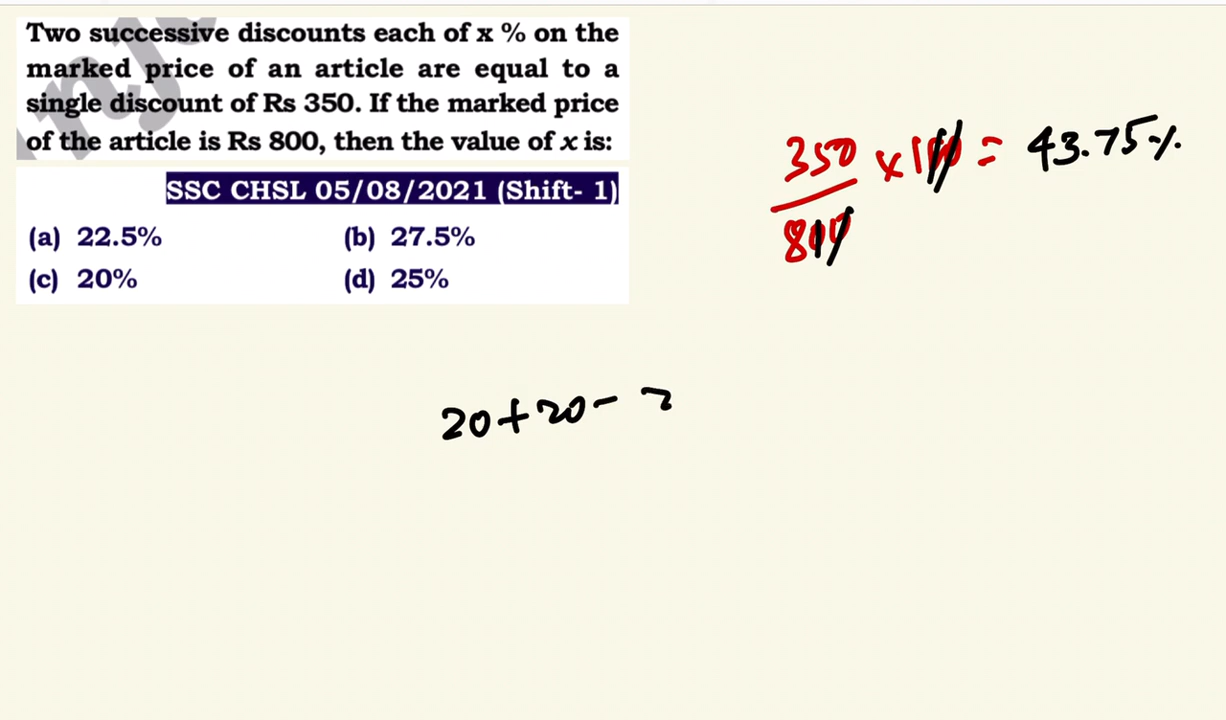 Two successive discounts each of x % on the
marked price of an article are equal to a
single discount of Rs 350. If the marked price
of the article is Rs 800, then the value of x is:
SSC CHSL 05/08/2021 (Shift- 1)
(a) 22.5% (b) 27.5%
(c) 20% (d) 25%
350
× 100 = 43.75%
800
20+20-